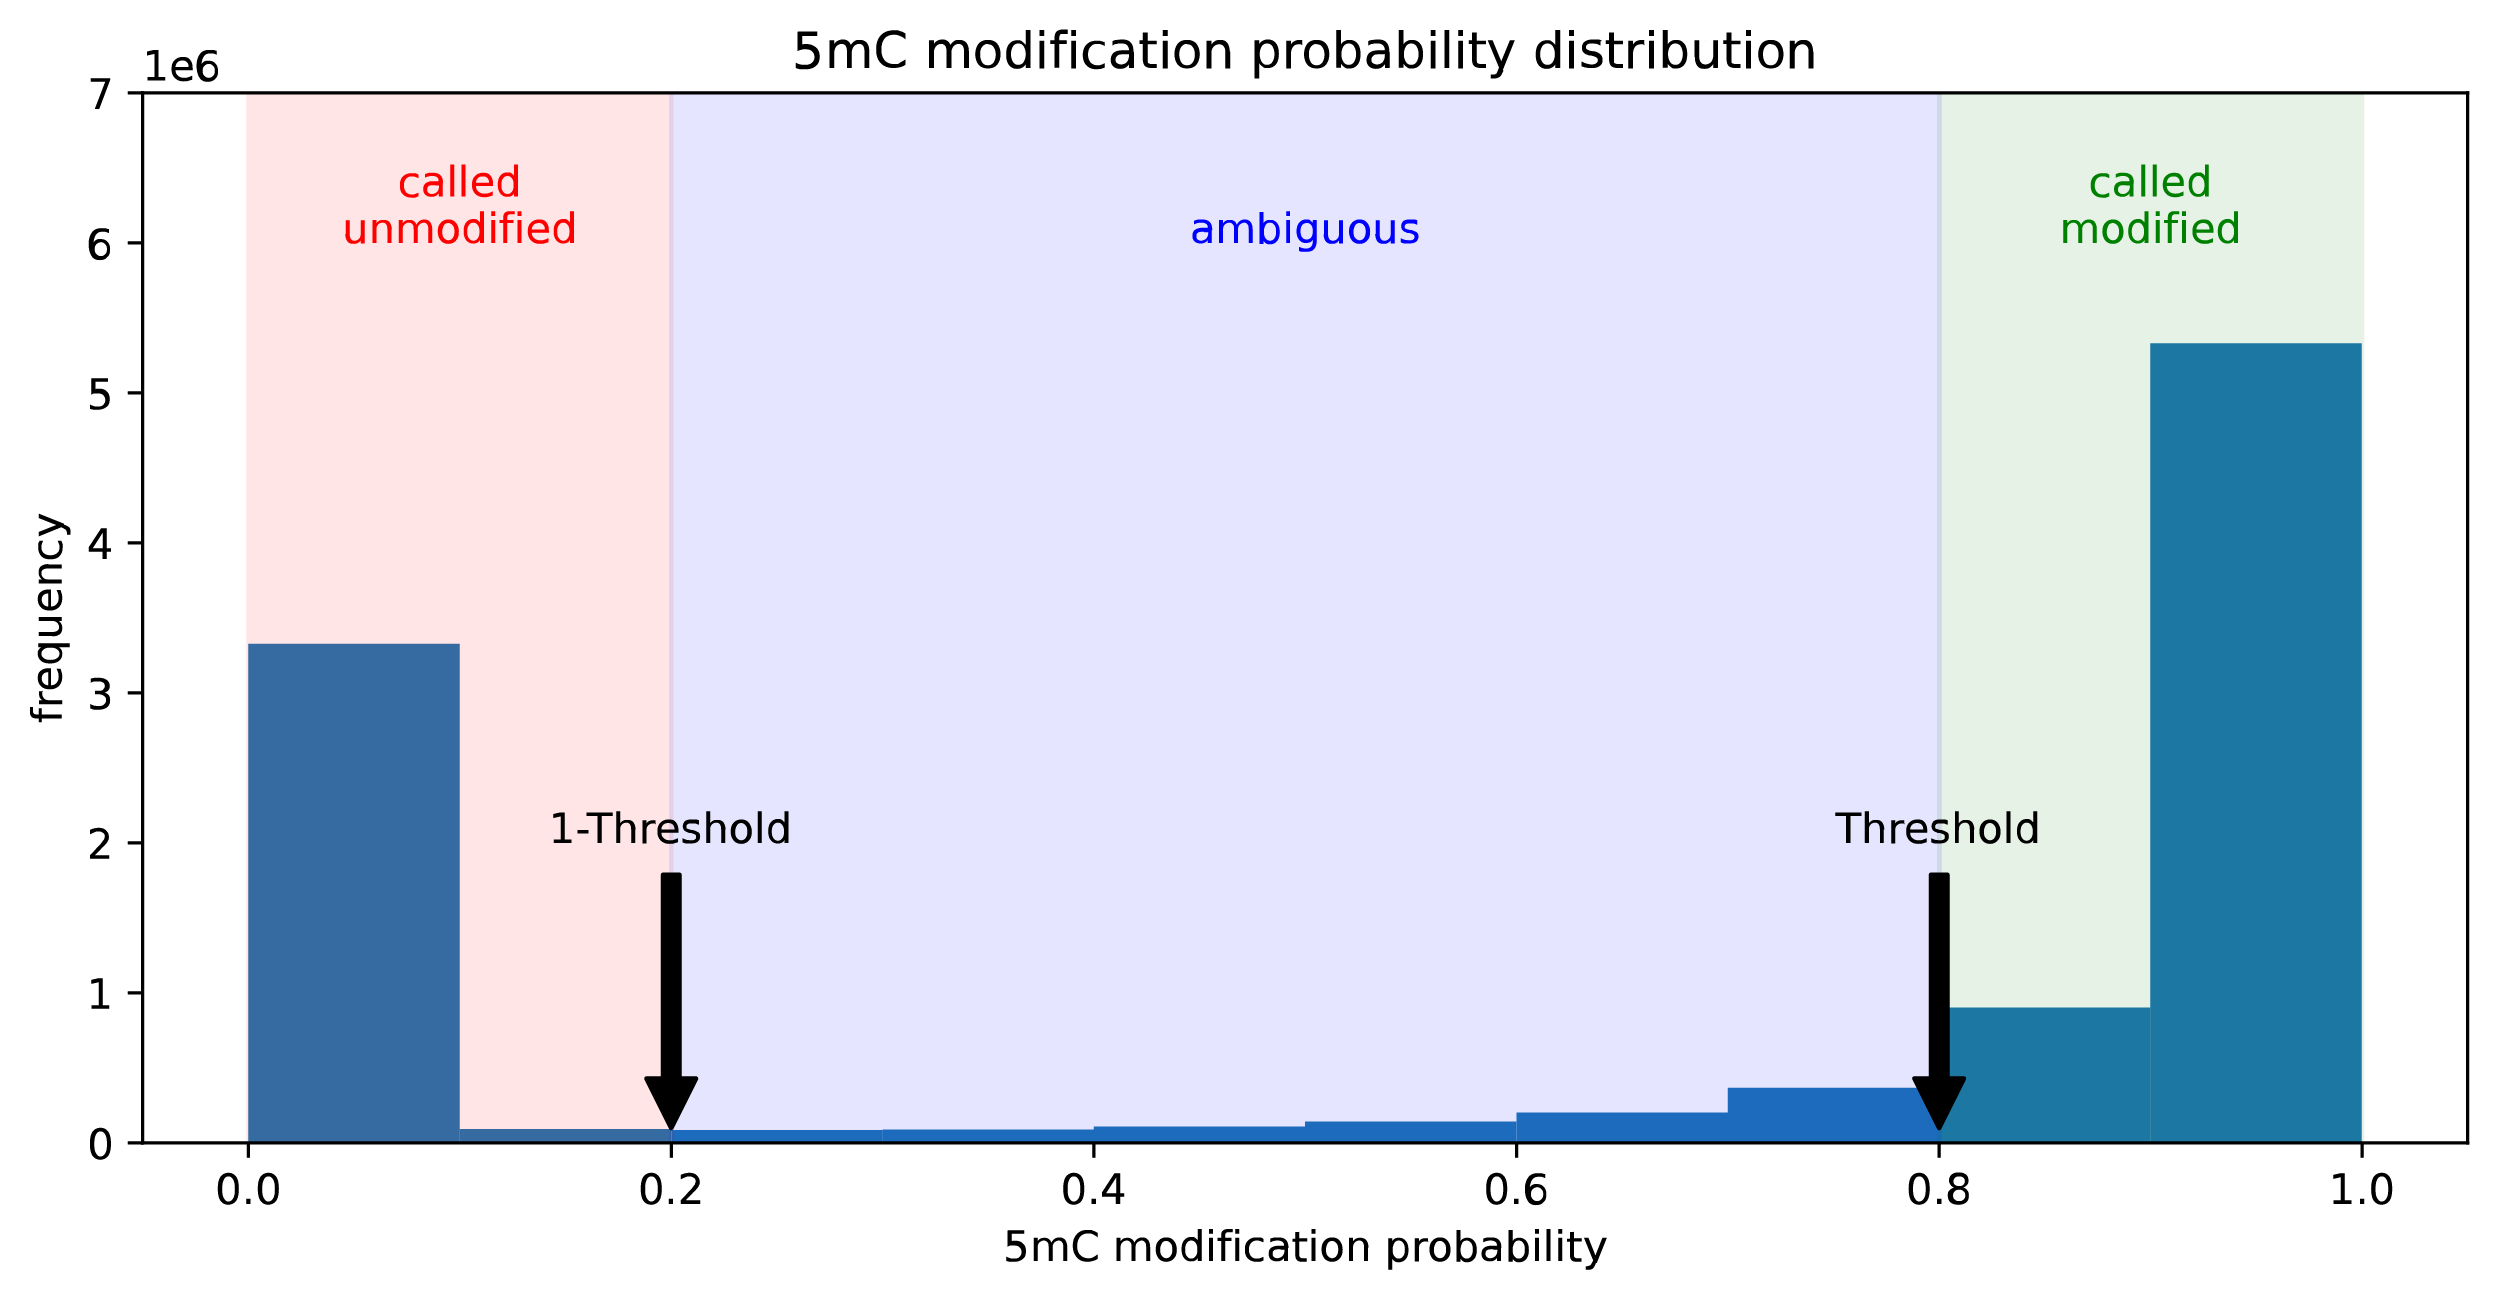 5mC modification probability distribution
1e6
7
6
5
4
3
2
1
0
frequency
called
unmodified
ambiguous
called
modified
1-Threshold
Threshold
0.0 0.2 0.4 0.6 0.8 1.0
5mC modification probability